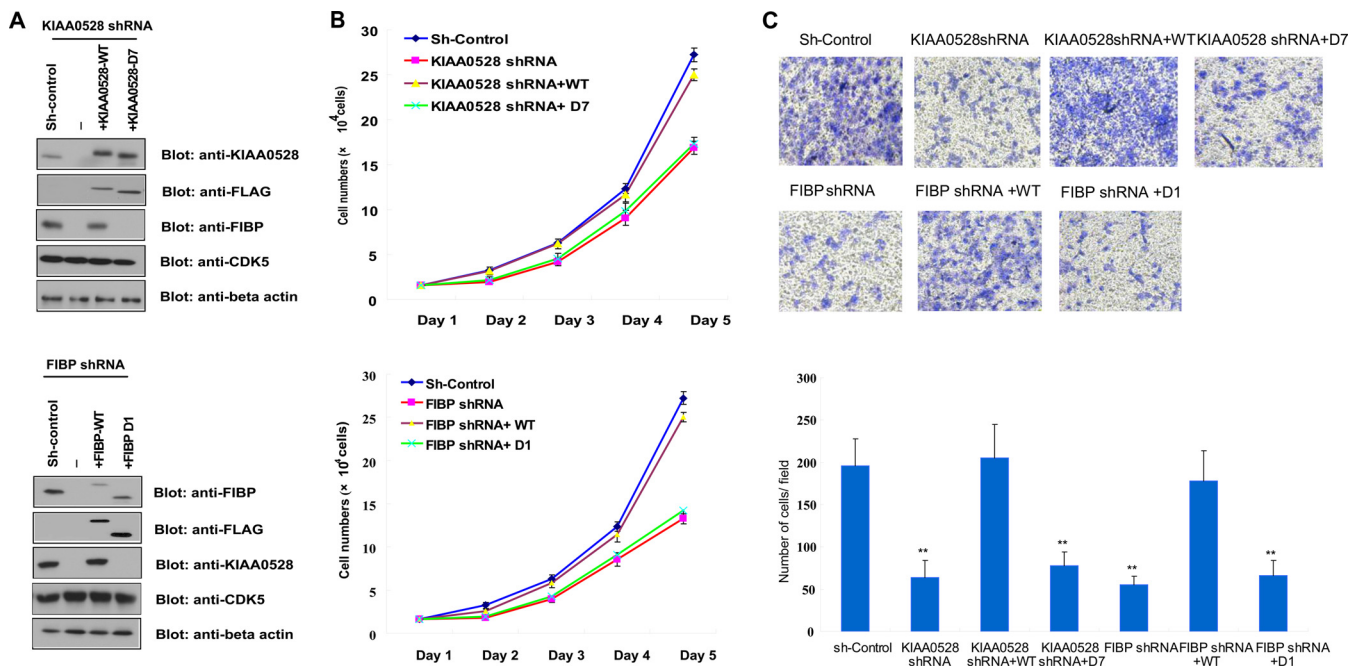 A
KIAA0528 shRNA
Sh-control
–
+KIAA0528-WT
+KIAA0528-D7
Blot: anti-KIAA0528
Blot: anti-FLAG
Blot: anti-FIBP
Blot: anti-CDK5
Blot: anti-beta actin
FIBP shRNA
Sh-control
–
+FIBP-WT
+FIBP D1
Blot: anti-FIBP
Blot: anti-FLAG
Blot: anti-KIAA0528
Blot: anti-CDK5
Blot: anti-beta actin
B
Cell numbers (× 10⁴cells)
30
25
20
15
10
5
0
Sh-Control
KIAA0528 shRNA
KIAA0528 shRNA+WT
KIAA0528 shRNA+ D7
Day 1 Day 2 Day 3 Day 4 Day 5
Cell numbers (× 10⁴ cells)
30
25
20
15
10
5
0
Sh-Control
FIBP shRNA
FIBP shRNA+ WT
FIBP shRNA+ D1
Day 1 Day 2 Day 3 Day 4 Day 5
C
Sh-Control KIAA0528shRNA KIAA0528shRNA+WT KIAA0528 shRNA+D7
FIBP shRNA FIBP shRNA +WT FIBP shRNA +D1
Number of cells/ field
300
250
200
150
100
50
0
**
**
**
**
sh-Control
KIAA0528
shRNA
KIAA0528
shRNA+WT
KIAA0528
shRNA+D7
FIBP shRNA
FIBP shRNA
+WT
FIBP shRNA
+D1